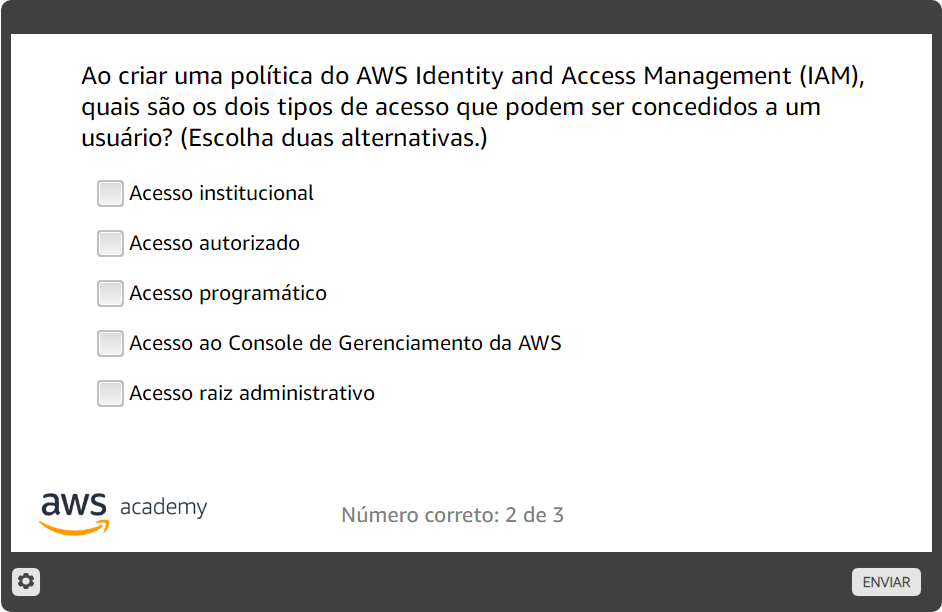 Ao criar uma política do AWS Identity and Access Management (IAM),
quais são os dois tipos de acesso que podem ser concedidos a um
usuário? (Escolha duas alternativas.)
Acesso institucional
Acesso autorizado
Acesso programático
Acesso ao Console de Gerenciamento da AWS
Acesso raiz administrativo
aws academy
Número correto: 2 de 3
ENVIAR